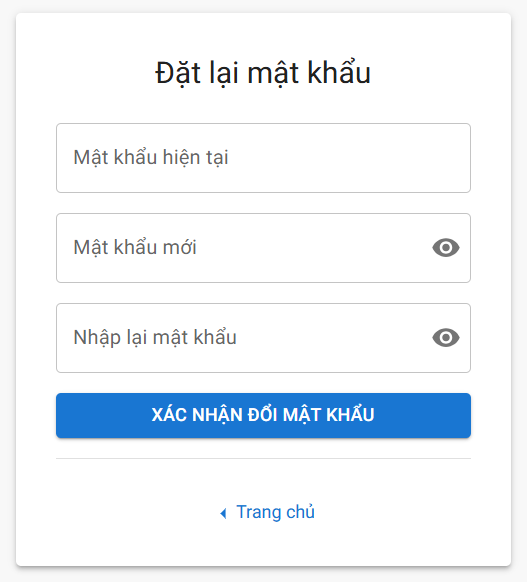 Đặt lại mật khẩu
Mật khẩu hiện tại
Mật khẩu mới
Nhập lại mật khẩu
XÁC NHẬN ĐỔI MẬT KHẨU
Trang chủ